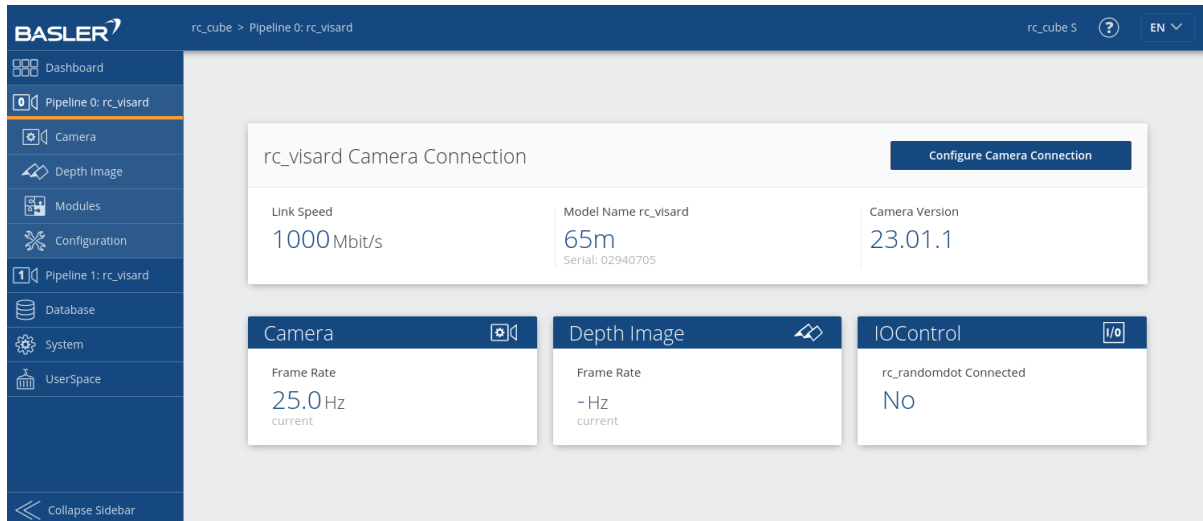 BASLER
rc_cube > Pipeline 0: rc_visard
rc_cube S
?
EN
Dashboard
0 Pipeline 0: rc_visard
Camera
Depth Image
Modules
Configuration
1 Pipeline 1: rc_visard
Database
System
UserSpace
Collapse Sidebar
rc_visard Camera Connection
Configure Camera Connection
Link Speed
1000 Mbit/s
Model Name rc_visard
65m
Serial: 02940705
Camera Version
23.01.1
Camera
Frame Rate
25.0 Hz
current
Depth Image
Frame Rate
- Hz
current
IOControl
I/O
rc_randomdot Connected
No